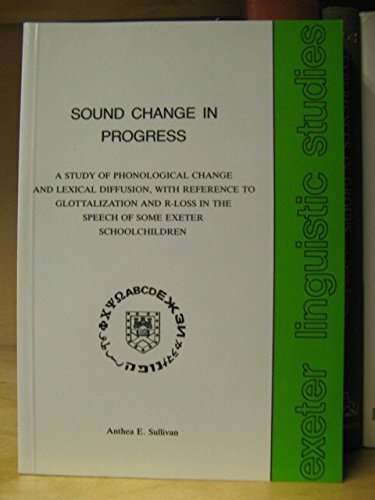 SOUND CHANGE IN
PROGRESS
A STUDY OF PHONOLOGICAL CHANGE
AND LEXICAL DIFFUSION, WITH REFERENCE TO
GLOTTALIZATION AND R-LOSS IN THE
SPEECH OF SOME EXETER
SCHOOLCHILDREN
ΦΧΨΩABCDEЖЗЕИ
Anthea E. Sullivan
exeter linguistic studies